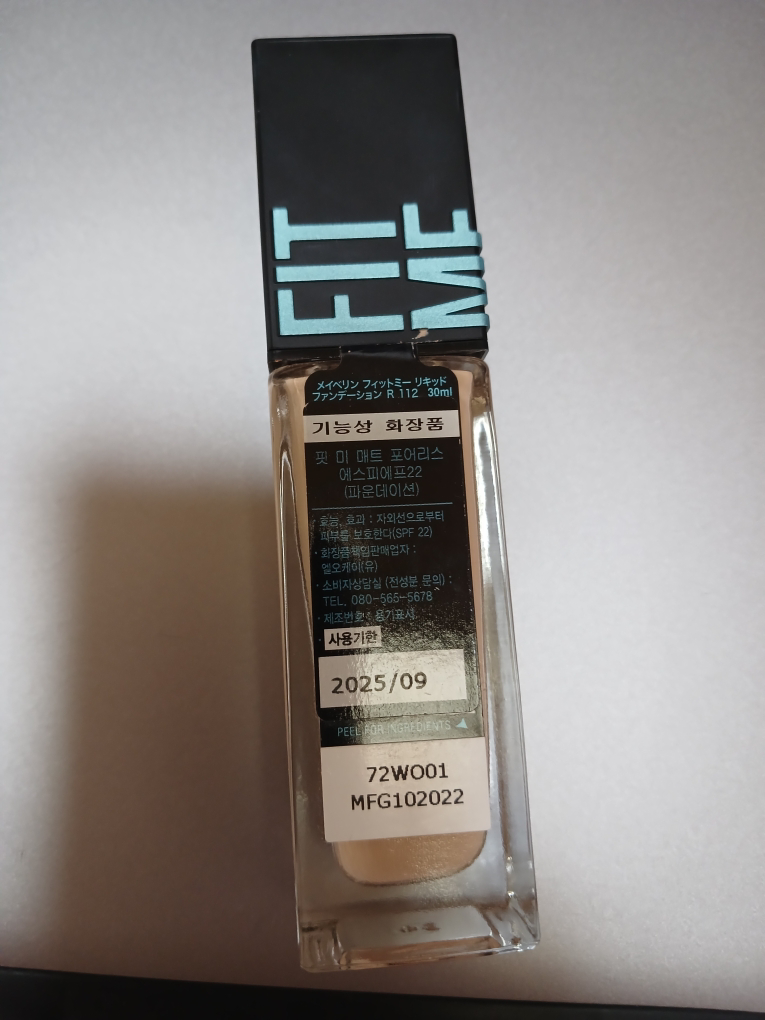 FIT
ME
メイベリン フィットミー リキッド
ファンデーション R 112 30ml
기능성 화장품
핏 미 매트 포어리스
에스피에프22
(파운데이션)
효능, 효과 : 자외선으로부터
피부를 보호한다(SPF 22)
· 화장품책임판매업자 :
엘오케이(유)
· 소비자상담실 (전성분 문의) :
TEL. 080-565-5678
· 제조번호 : 용기표시
· 사용기한
2025/09
PEEL FOR INGREDIENTS
72WO01
MFG102022